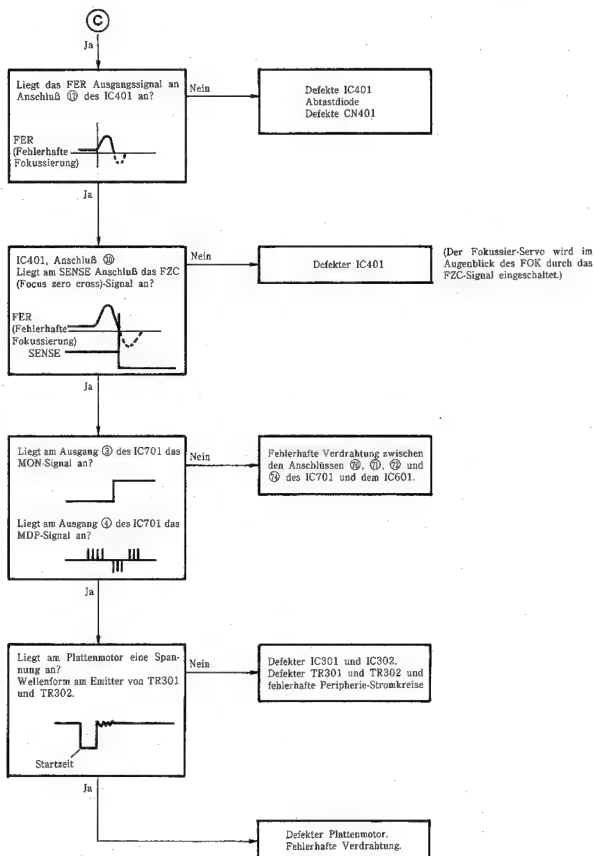 C
Ja
Liegt das FER Ausgangssignal an
Anschluß ⑰ des IC401 an?
FER
(Fehlerhafte
Fokussierung)
Nein
Defekte IC401
Abtastdiode
Defekte CN401
Ja
IC401, Anschluß ㉚
Liegt am SENSE Anschluß das FZC
(Focus zero cross)-Signal an?
FER
(Fehlerhafte
Fokussierung)
SENSE
Nein
Defekter IC401
(Der Fokussier-Servo wird im
Augenblick des FOK durch das
FZC-Signal eingeschaltet.)
Ja
Liegt am Ausgang ③ des IC701 das
MON-Signal an?
Liegt am Ausgang ④ des IC701 das
MDP-Signal an?
Nein
Fehlerhafte Verdrahtung zwischen
den Anschlüssen und
des IC701 und dem IC601.
Ja
Liegt am Plattenmotor eine Span-
nung an?
Wellenform am Emitter von TR301
und TR302.
Startzeit
Nein
Defekter IC301 und IC302.
Defekter TR301 und TR302 und
fehlerhafte Peripherie-Stromkreise
Ja
Defekter Plattenmotor.
Fehlerhafte Verdrahtung.